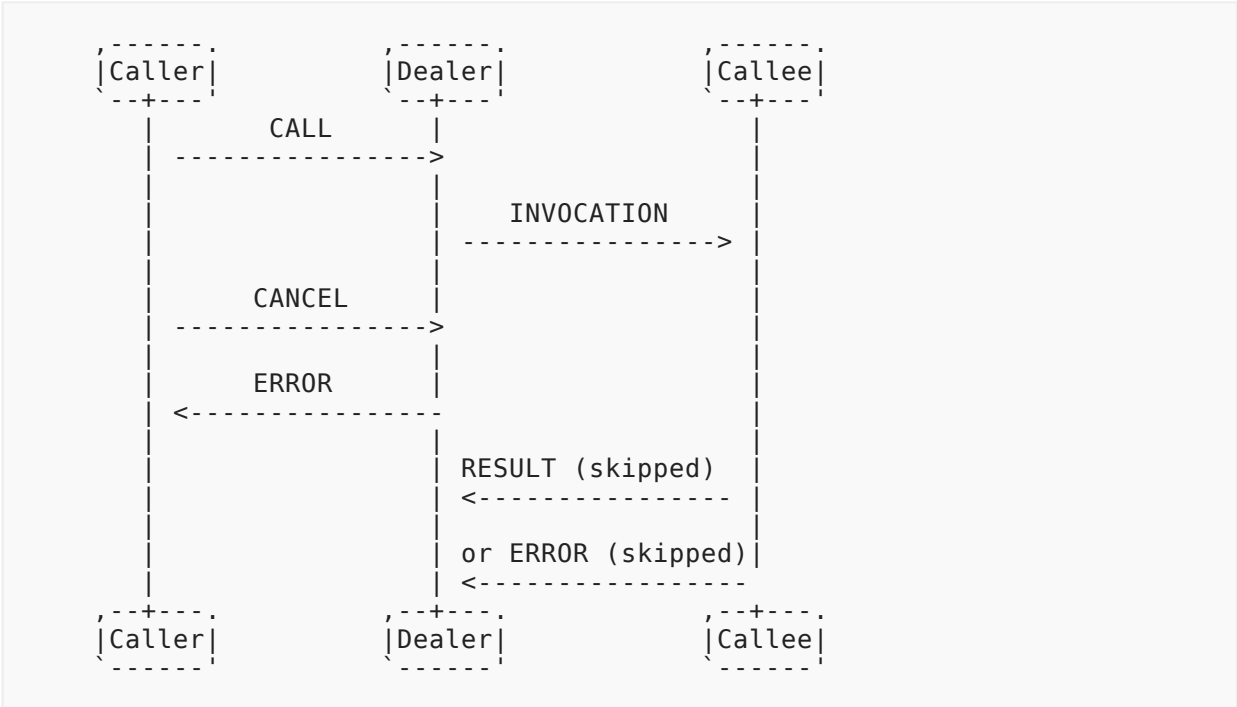 ,------. ,------. ,------.
|Caller| |Dealer| |Callee|
`--+---' `--+---' `--+---'
| CALL | |
| ----------------> |
| | |
| | INVOCATION |
| | ----------------> |
| | |
| CANCEL | |
| ----------------> |
| | |
| ERROR | |
| <---------------- |
| | |
| | RESULT (skipped) |
| | <---------------- |
| | |
| | or ERROR (skipped)|
| | <-----------------
,--+---. ,--+---. ,--+---.
|Caller| |Dealer| |Callee|
`------' `------' `------'